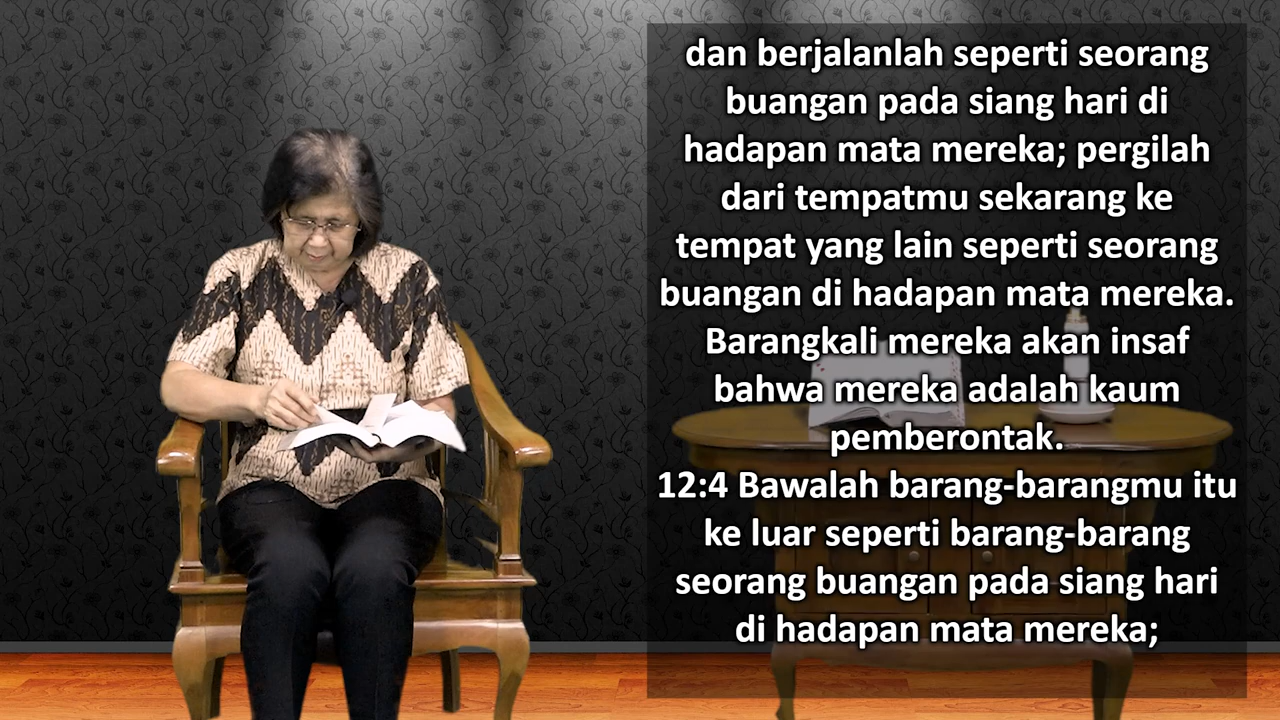 dan berjalanlah seperti seorang
buangan pada siang hari di
hadapan mata mereka; pergilah
dari tempatmu sekarang ke
tempat yang lain seperti seorang
buangan di hadapan mata mereka.
Barangkali mereka akan insaf
bahwa mereka adalah kaum
pemberontak.
12:4 Bawalah barang-barangmu itu
ke luar seperti barang-barang
seorang buangan pada siang hari
di hadapan mata mereka;